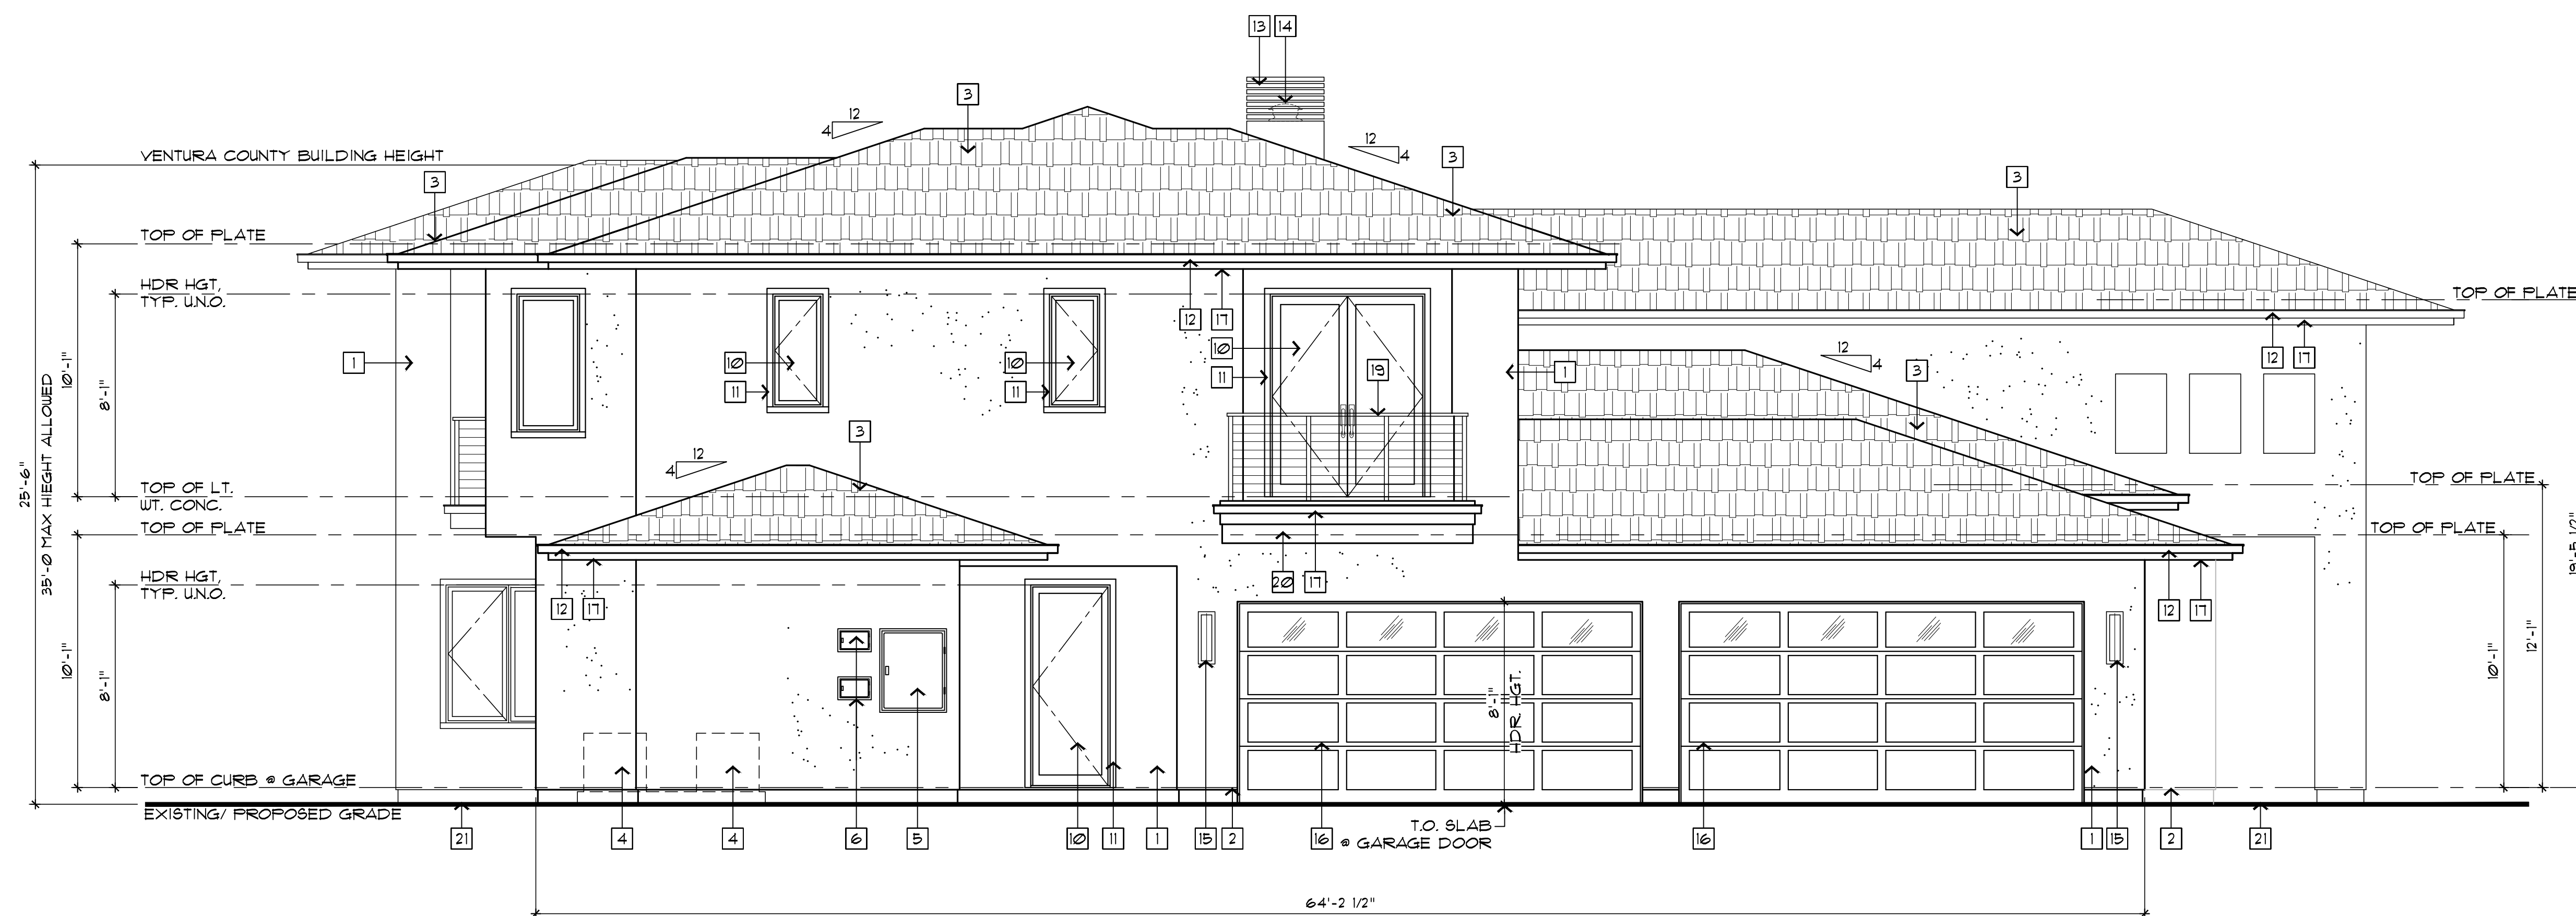 13 14
3
12
4
12
4
VENTURA COUNTY BUILDING HEIGHT
3
3
3
TOP OF PLATE
HDR HGT,
TYP. U.N.O.
TOP OF PLATE
12 17
10
11
1
10
11
10
11
19
1
12
4
3
12 17
25'-6"
35'-0 MAX HIEGHT ALLOWED
10'-1"
8'-1"
3
12
4
TOP OF LT.
WT. CONC.
TOP OF PLATE
TOP OF PLATE
TOP OF PLATE
HDR HGT,
TYP. U.N.O.
12 17
20 17
12 17
10'-1"
8'-1"
8'-1"
HDR. HGT.
10'-1"
12'-1"
19'-5 1/2"
TOP OF CURB @ GARAGE
EXISTING/ PROPOSED GRADE
21 4 4 6 5 10 11 1 15 2 16
T.O. SLAB
@ GARAGE DOOR
16 1 15 2 21
64'-2 1/2"